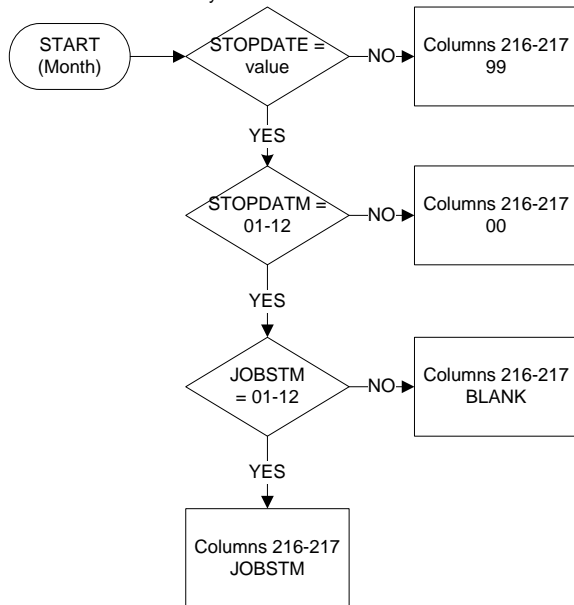 START
(Month)
STOPDATE =
value
NO
Columns 216-217
99
YES
STOPDATM =
01-12
NO
Columns 216-217
00
YES
JOBSTM
= 01-12
NO
Columns 216-217
BLANK
YES
Columns 216-217
JOBSTM